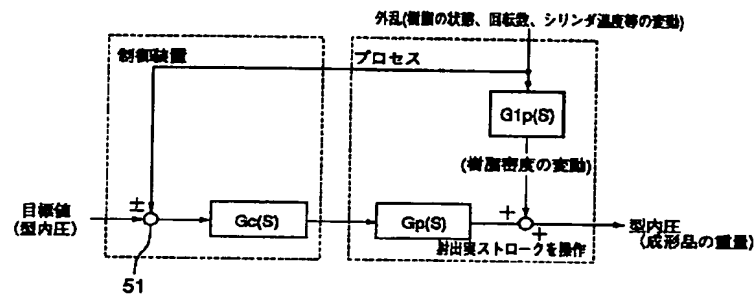 外乱(樹脂の状態、回転数、シリンダ温度等の変動)
制御装置
プロセス
G1p(S)
(樹脂密度の変動)
目標値
(型内圧)
±
Gc(S)
Gp(S)
+
+
型内圧
(成形品の重量)
射出実ストロークを操作
51